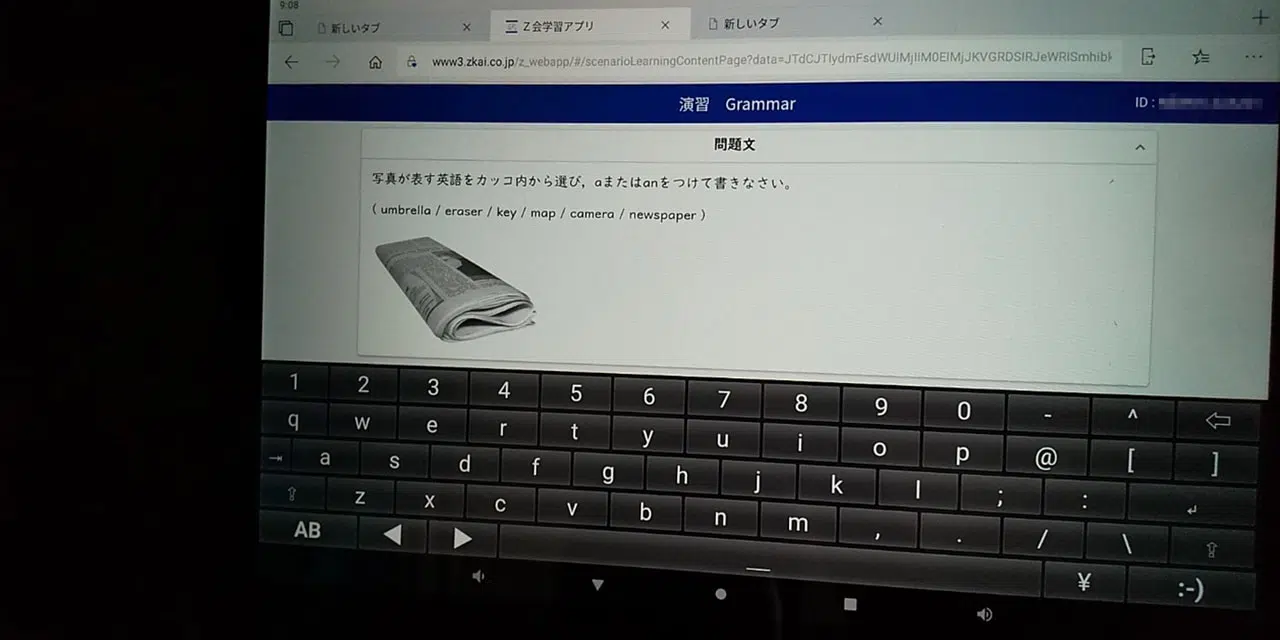 9:08
新しいタブ
Z会学習アプリ
新しいタブ
www3.zkai.co.jp/z_webapp/#/scenarioLearningContentPage?data=
演習 Grammar
ID :
問題文
写真が表す英語をカッコ内から選び，aまたはanをつけて書きなさい。
( umbrella / eraser / key / map / camera / newspaper )
1 2 3 4 5 6 7 8 9 0 - ^
q w e r t y u i o p @ [ ]
a s d f g h j k l ; :
z x c v b n m , . / \
AB ¥ :-)